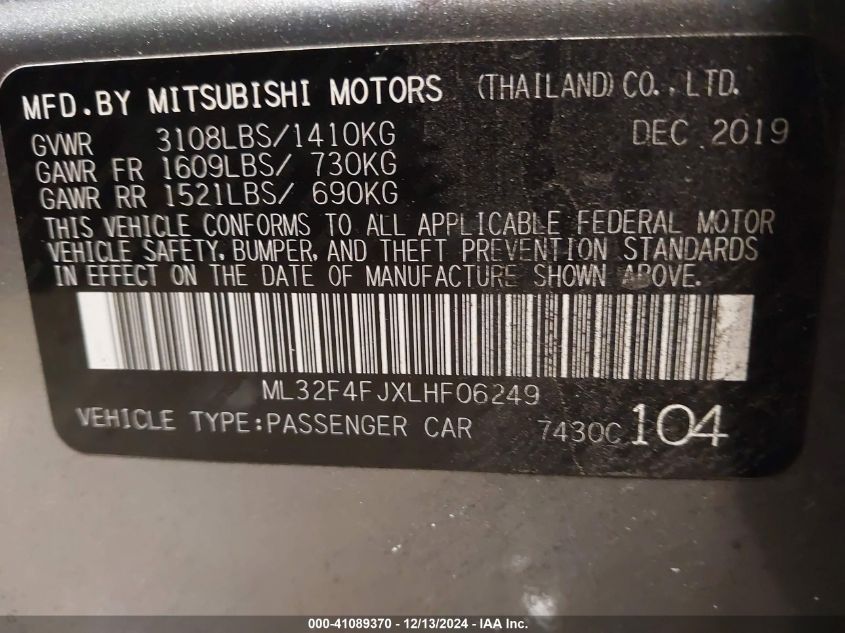 MFD.BY MITSUBISHI MOTORS (THAILAND) CO., LTD.
GVWR 3108LBS/1410KG DEC 2019
GAWR FR 1609LBS/ 730KG
GAWR RR 1521LBS/ 690KG
THIS VEHICLE CONFORMS TO ALL APPLICABLE FEDERAL MOTOR
VEHICLE SAFETY, BUMPER, AND THEFT PREVENTION STANDARDS
IN EFFECT ON THE DATE OF MANUFACTURE SHOWN ABOVE.
ML32F4FJXLHF06249
VEHICLE TYPE:PASSENGER CAR 7430C 104
000-41089370 - 12/13/2024 - IAA Inc.